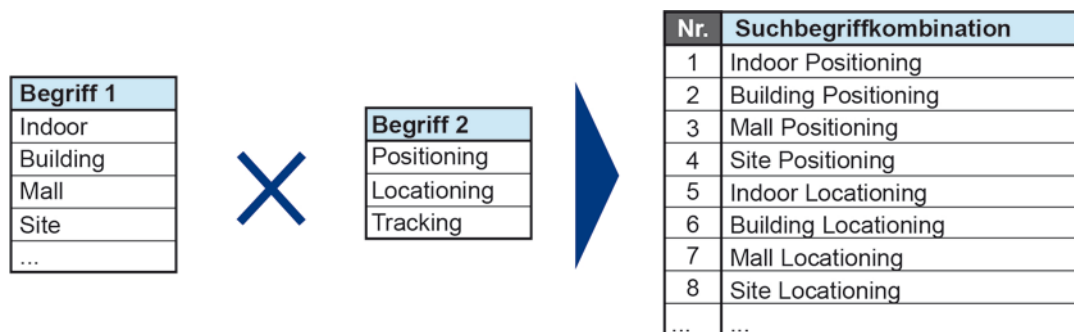 Begriff 1
Indoor
Building
Mall
Site
...
Begriff 2
Positioning
Locationing
Tracking
Nr. Suchbegriffkombination
1 Indoor Positioning
2 Building Positioning
3 Mall Positioning
4 Site Positioning
5 Indoor Locationing
6 Building Locationing
7 Mall Locationing
8 Site Locationing
... ...